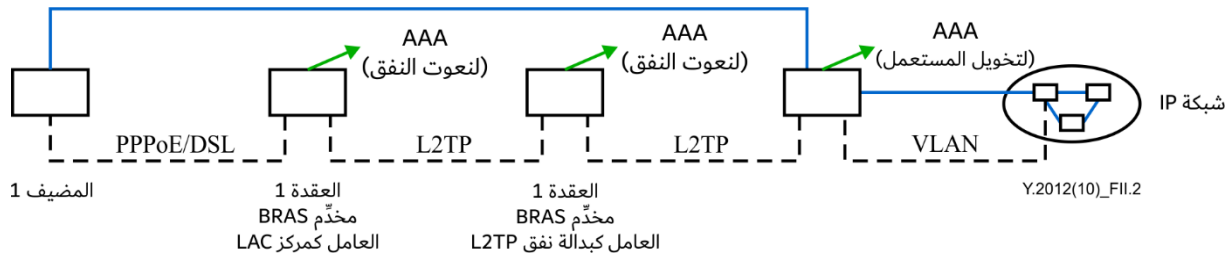 AAA
(لنعوت النفق)
AAA
(لنعوت النفق)
AAA
(لتخويل المستعمل)
شبكة IP
PPPoE/DSL
L2TP
L2TP
VLAN
المضيف 1
العقدة 1
مخدِّم BRAS
العامل كمركز LAC
العقدة 1
مخدِّم BRAS
العامل كبدالة نفق L2TP
Y.2012(10)_FII.2